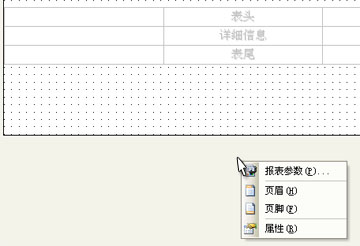 表头
详细信息
表尾
报表参数(P)...
页眉(H)
页脚(F)
属性(R)